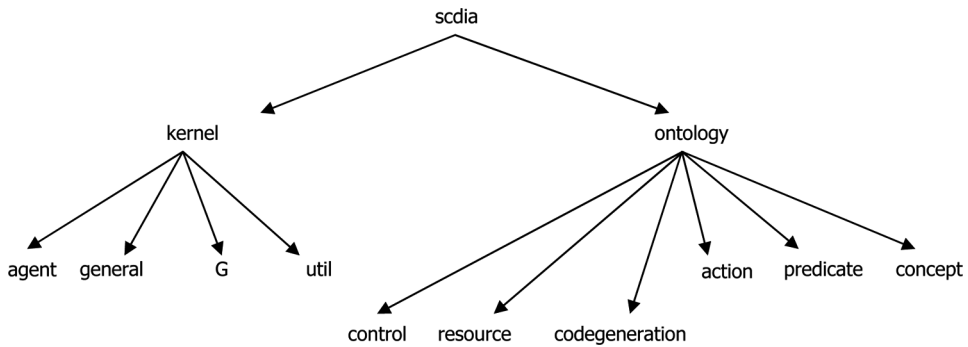 scdia
kernel
ontology
agent
general
G
util
action
predicate
concept
control
resource
codegeneration